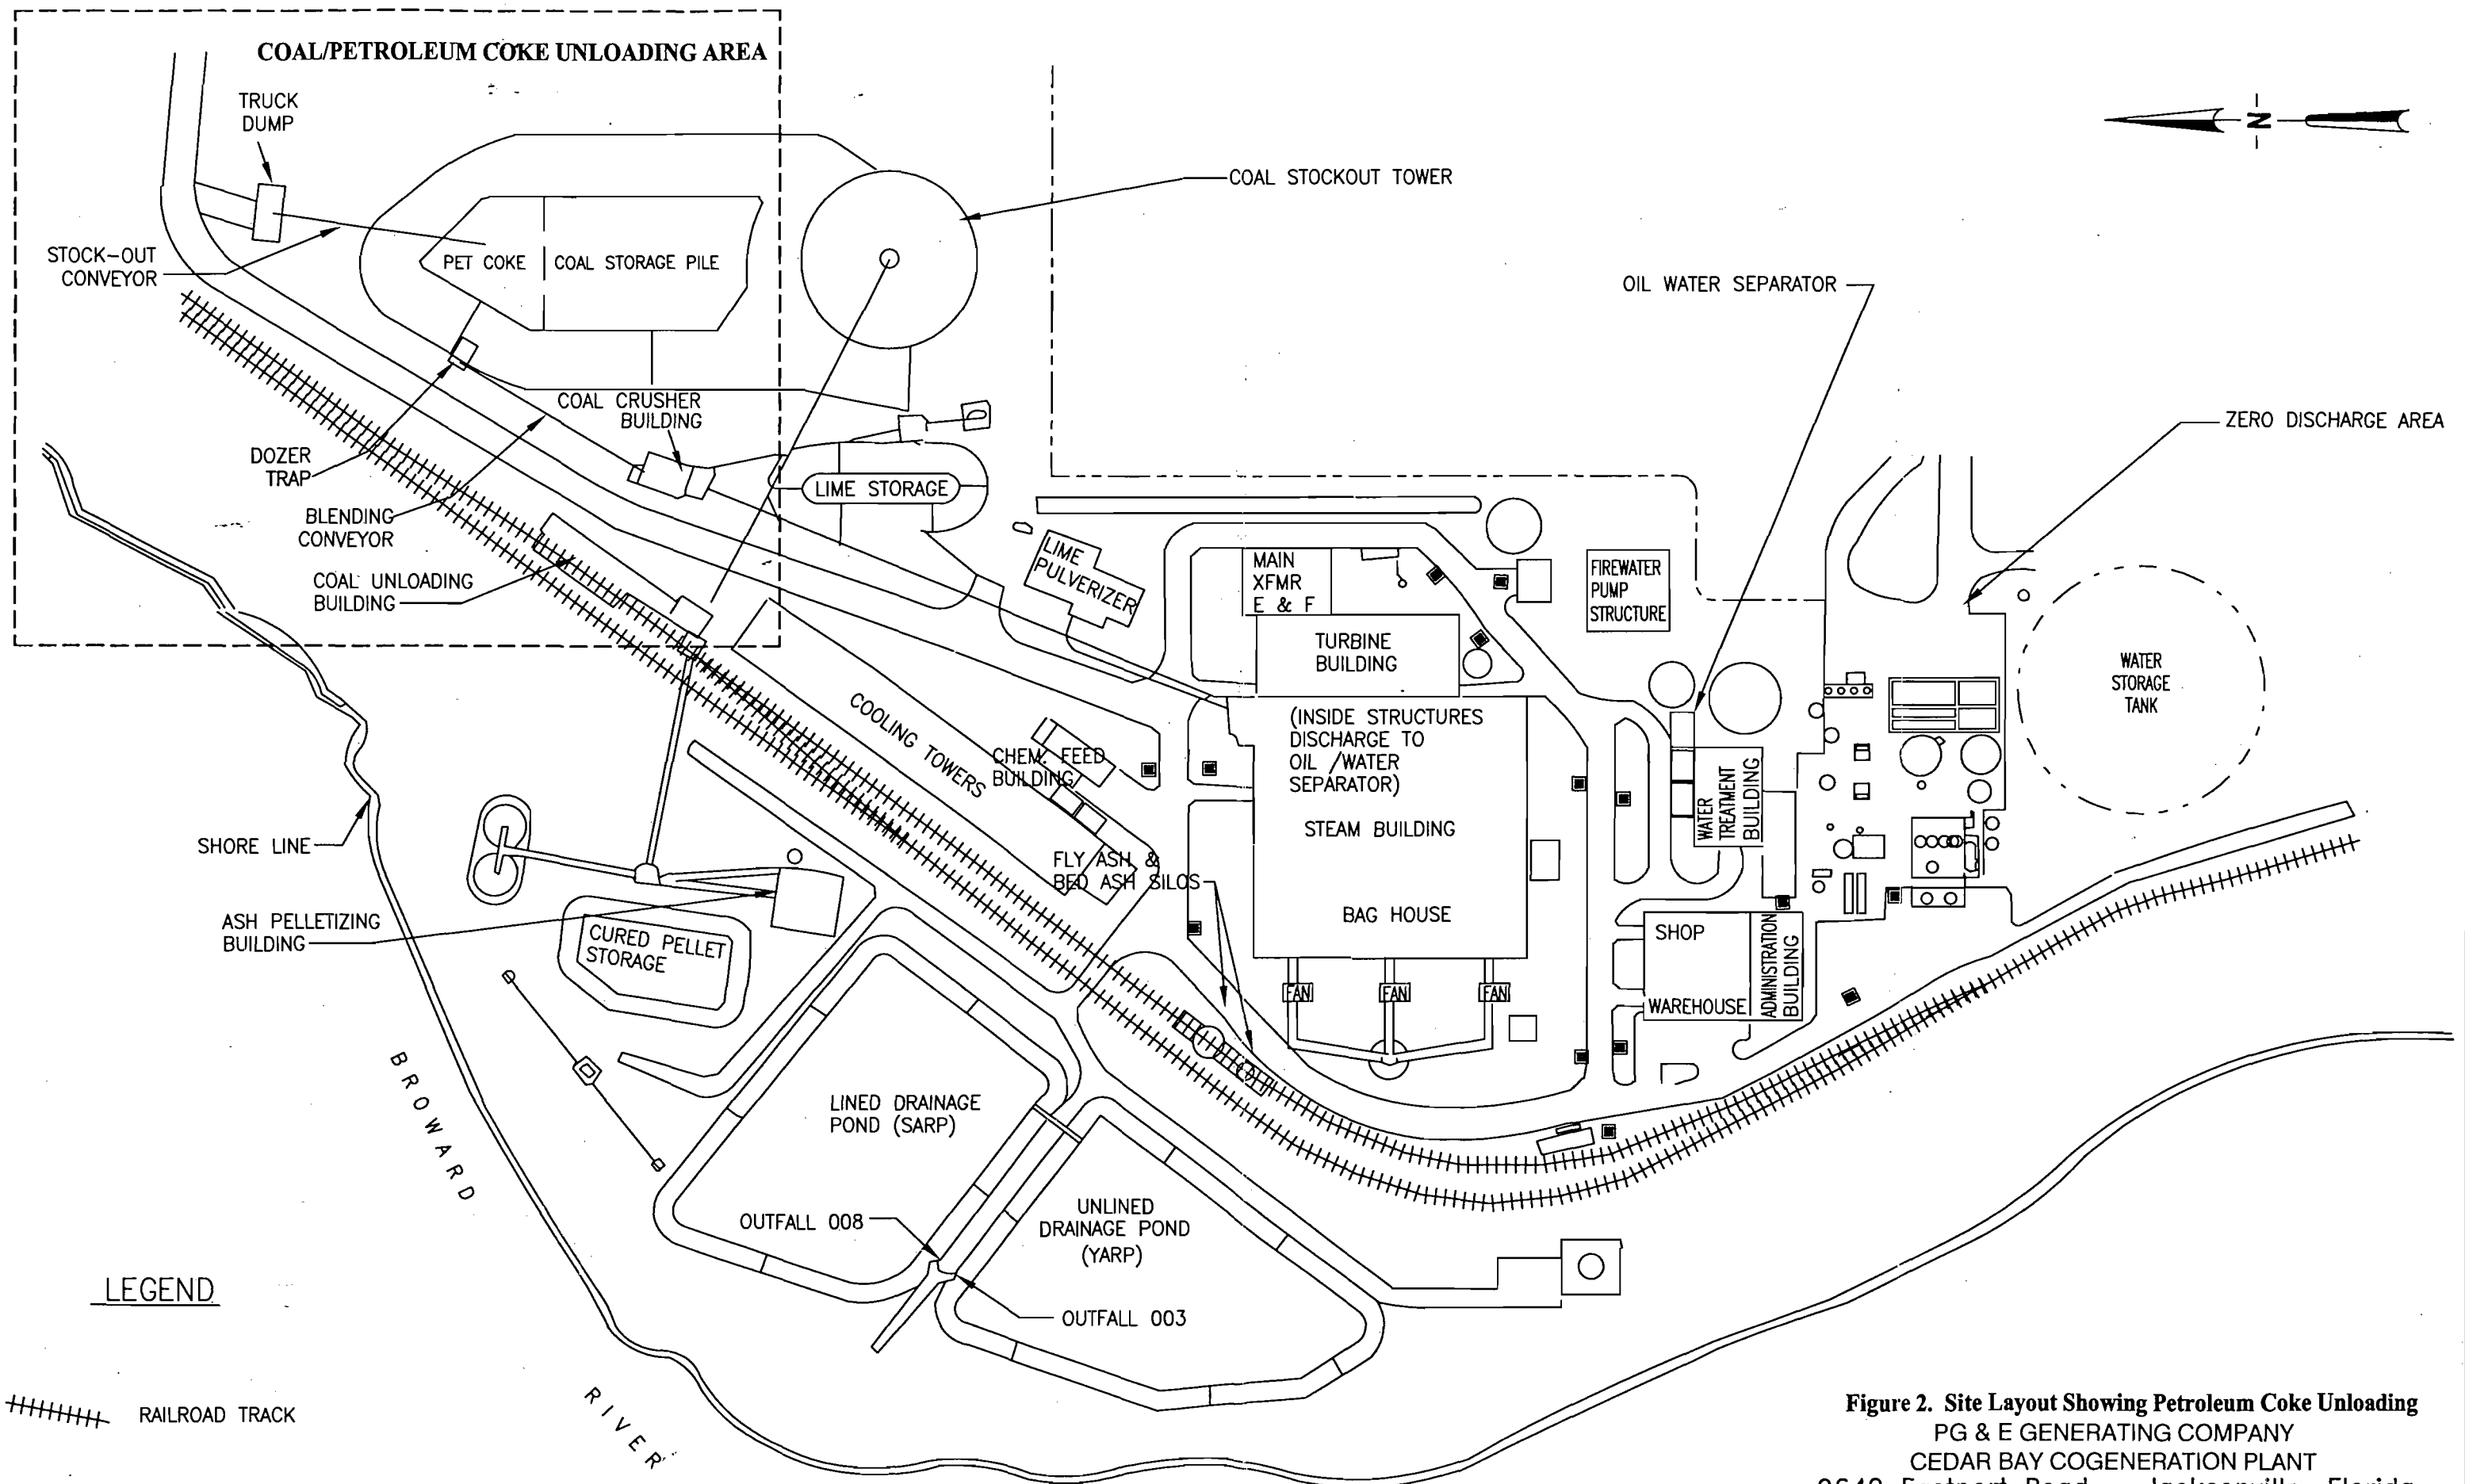 COAL/PETROLEUM COKE UNLOADING AREA
TRUCK
DUMP
N
COAL STOCKOUT TOWER
STOCK-OUT
CONVEYOR
PET COKE
COAL STORAGE PILE
OIL WATER SEPARATOR
ZERO DISCHARGE AREA
COAL CRUSHER
BUILDING
DOZER
TRAP
LIME STORAGE
BLENDING
CONVEYOR
COAL UNLOADING
BUILDING
LIME
PULVERIZER
MAIN
XFMR
E & F
FIREWATER
PUMP
STRUCTURE
TURBINE
BUILDING
WATER
STORAGE
TANK
COOLING TOWERS
CHEM. FEED
BUILDING
(INSIDE STRUCTURES
DISCHARGE TO
OIL /WATER
SEPARATOR)
STEAM BUILDING
WATER
TREATMENT
BUILDING
SHORE LINE
FLY ASH &
BED ASH SILOS
BAG HOUSE
ASH PELLETIZING
BUILDING
CURED PELLET
STORAGE
SHOP
WAREHOUSE
ADMINISTRATION
BUILDING
FAN
FAN
FAN
BROWARD
RIVER
LINED DRAINAGE
POND (SARP)
OUTFALL 008
UNLINED
DRAINAGE POND
(YARP)
OUTFALL 003
LEGEND
RAILROAD TRACK
Figure 2. Site Layout Showing Petroleum Coke Unloading
PG & E GENERATING COMPANY
CEDAR BAY COGENERATION PLANT
Eastport Road Jacksonville, Florida